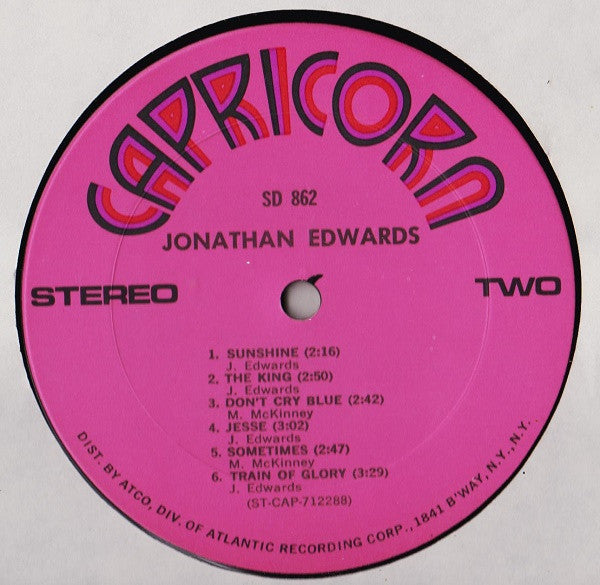 CAPRICORN
SD 862
JONATHAN EDWARDS
STEREO
TWO
1. SUNSHINE (2:16)
J. Edwards
2. THE KING (2:50)
J. Edwards
3. DON'T CRY BLUE (2:42)
M. McKinney
4. JESSE (3:02)
J. Edwards
5. SOMETIMES (2:47)
M. McKinney
6. TRAIN OF GLORY (3:29)
J. Edwards
(ST-CAP-712288)
DIST. BY ATCO, DIV. OF ATLANTIC RECORDING CORP., 1841 B'WAY, N.Y., N.Y.